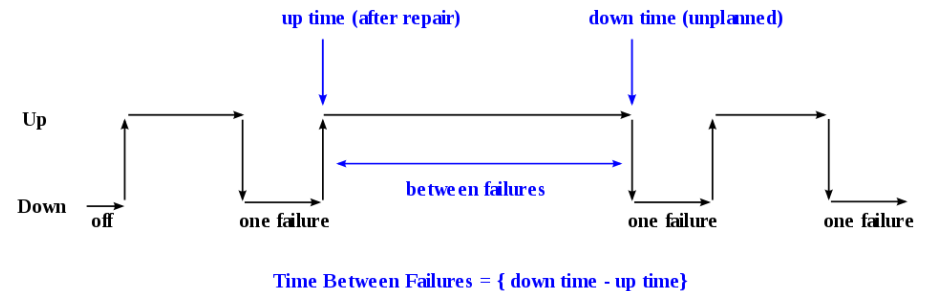 up time (after repair)
down time (unplanned)
Up
between failures
Down
off
one failure
one failure
one failure
Time Between Failures = { down time - up time}